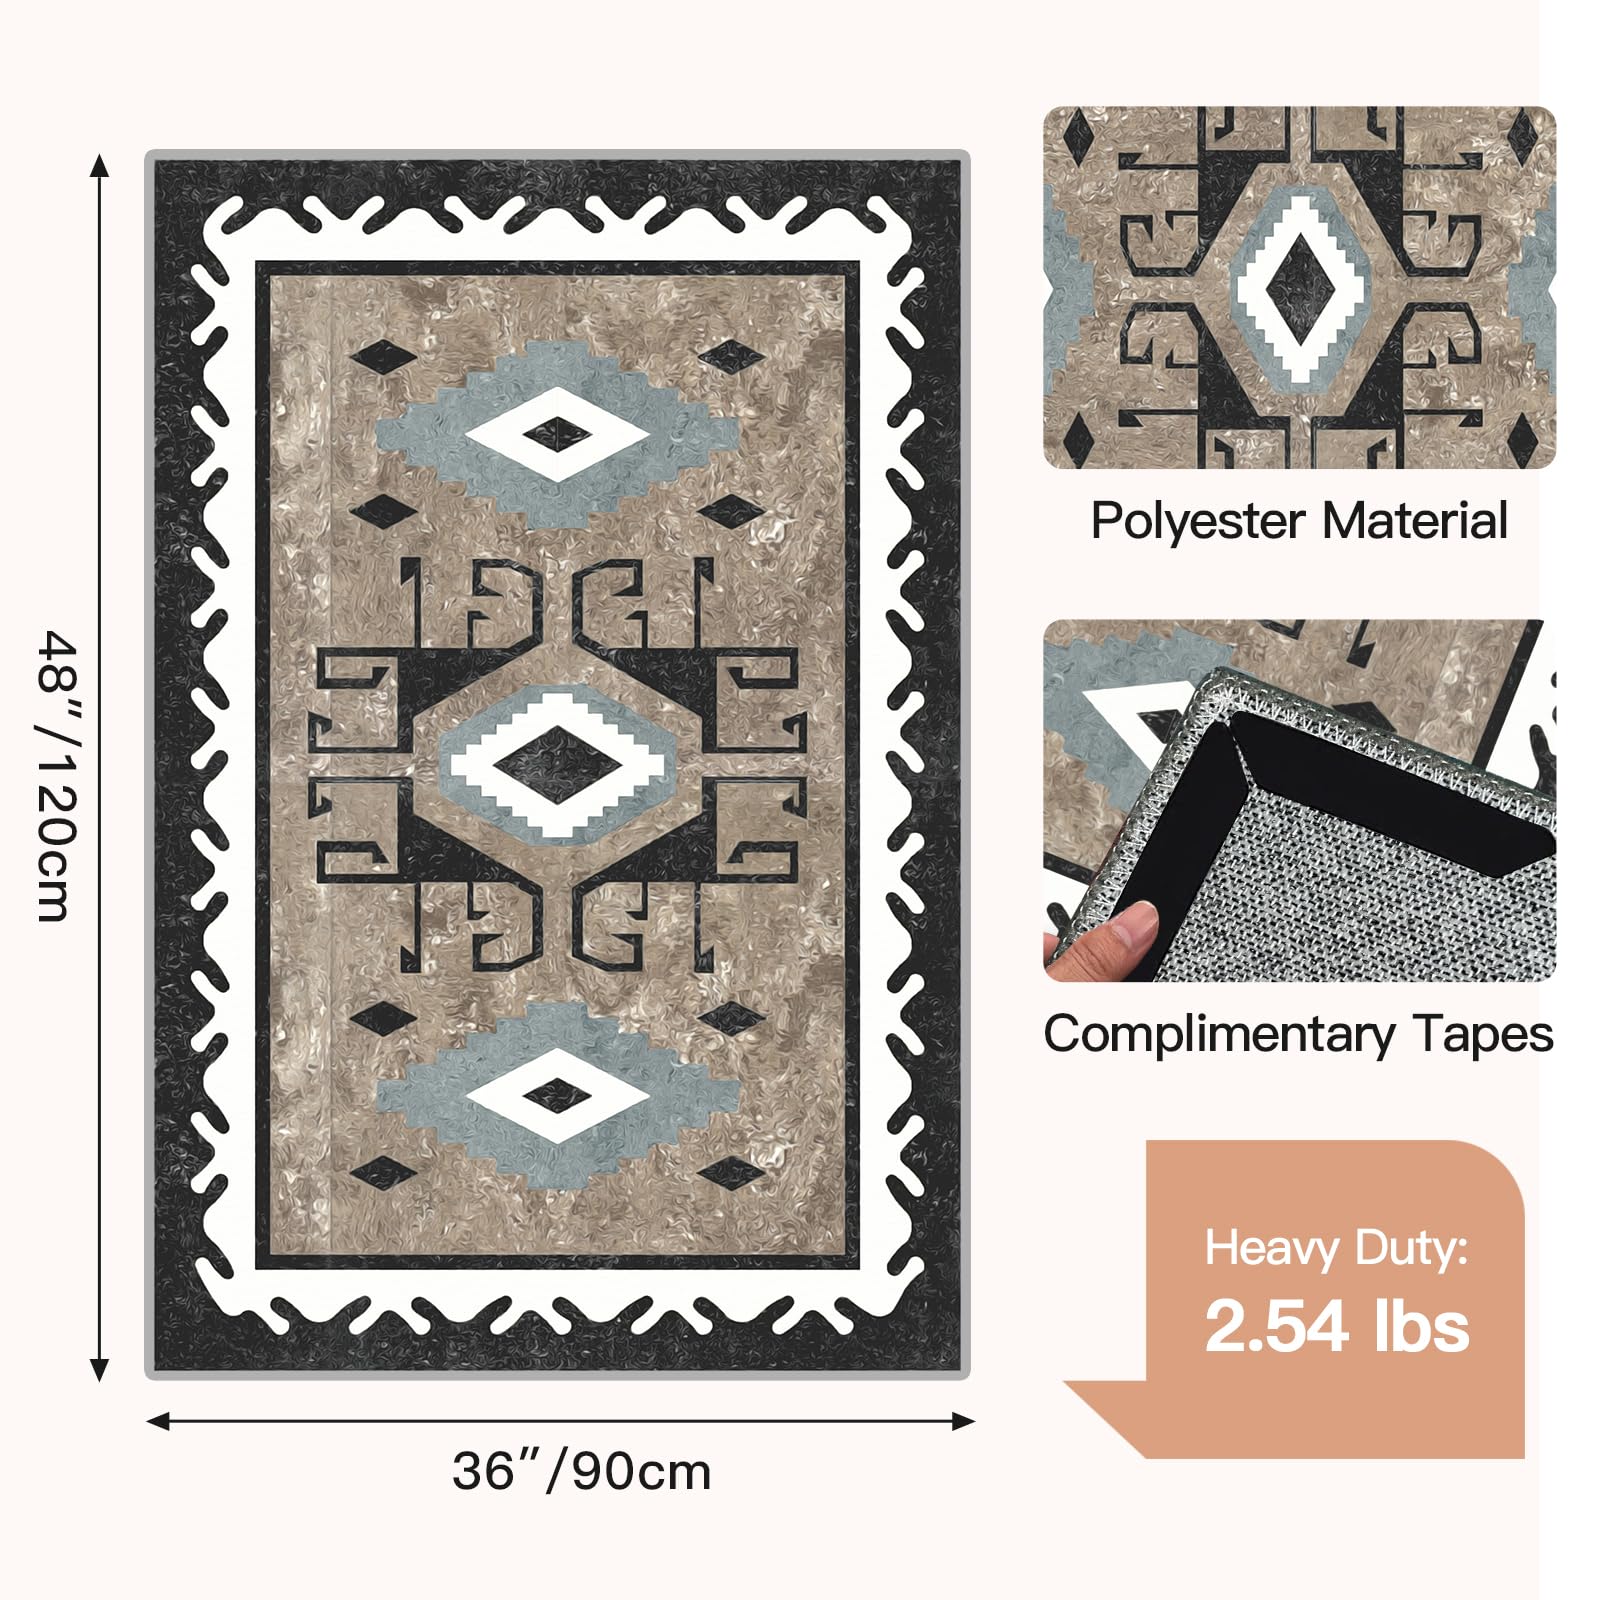 48″/120cm
36″/90cm
Polyester Material
Complimentary Tapes
Heavy Duty:
2.54 lbs